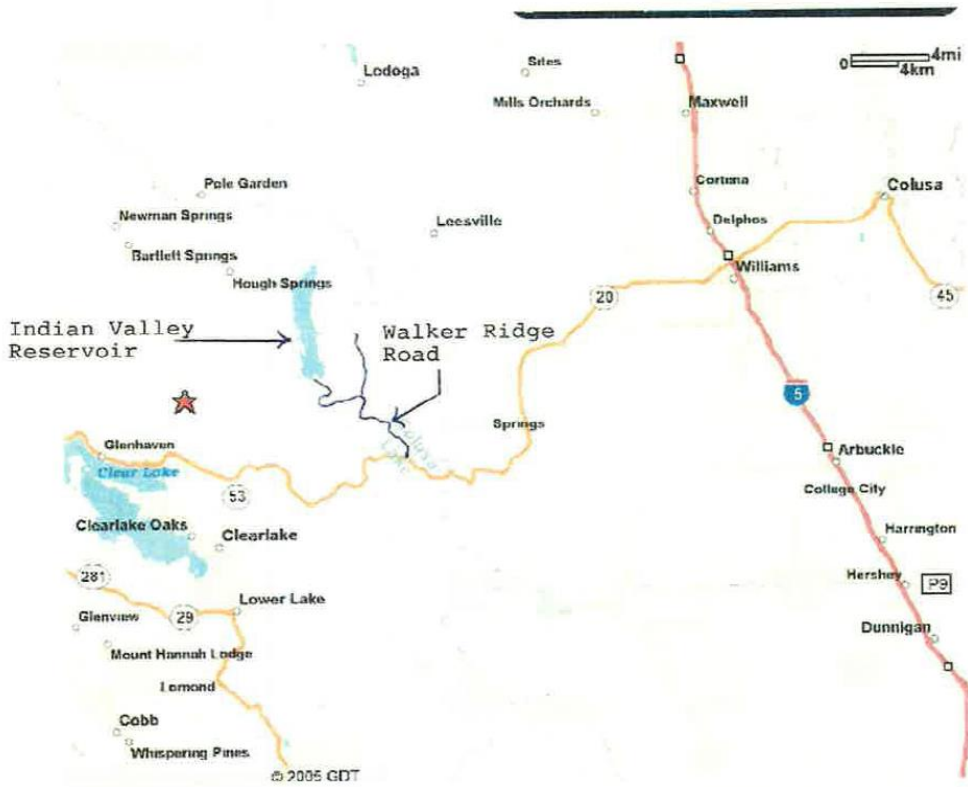 4mi
0
4km
Lodoga
Sites
Mills Orchards
Maxwell
Pole Garden
Cortena
Colusa
Newman Springs
Leesville
Delphos
Bartlett Springs
Hough Springs
Williams
20
45
Indian Valley
Reservoir
Walker Ridge
Road
5
Springs
Glenhaven
Clear Lake
Colusa
Lake
Arbuckle
College City
53
Clearlake Oaks
Clearlake
Harrington
281
Hershey
P9
Lower Lake
29
Glenview
Dunnigan
Mount Hannah Lodge
Lomond
Cobb
Whispering Pines
© 2005 GDT